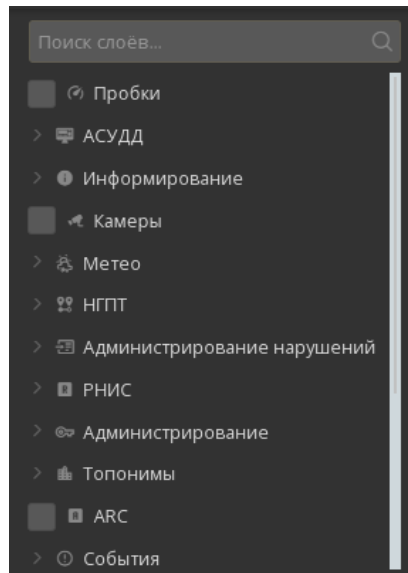 Поиск слоёв...
Пробки
АСУДД
Информирование
Камеры
Метео
НГПТ
Администрирование нарушений
R РНИС
Администрирование
Топонимы
R ARC
События